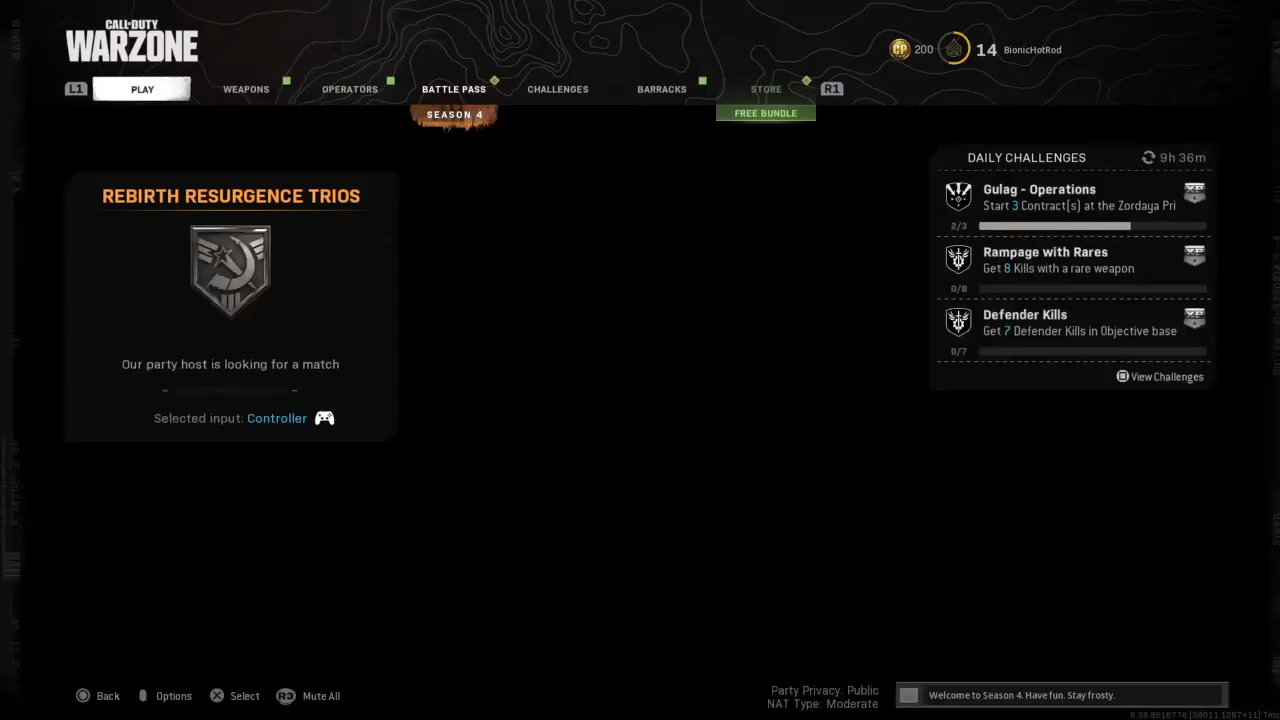 CALL OF DUTY
WARZONE
CP 200
14 BionicHotRod
L1 PLAY WEAPONS OPERATORS BATTLE PASS CHALLENGES BARRACKS STORE R1
SEASON 4
FREE BUNDLE
REBIRTH RESURGENCE TRIOS
Our party host is looking for a match
Selected input: Controller
DAILY CHALLENGES 9h 36m
Gulag - Operations
Start 3 Contract(s) at the Zordaya Pri
2/3
Rampage with Rares
Get 8 Kills with a rare weapon
0/8
Defender Kills
Get 7 Defender Kills in Objective base
0/7
View Challenges
Back Options Select R3 Mute All
Party Privacy: Public
NAT Type: Moderate
Welcome to Season 4. Have fun. Stay frosty.